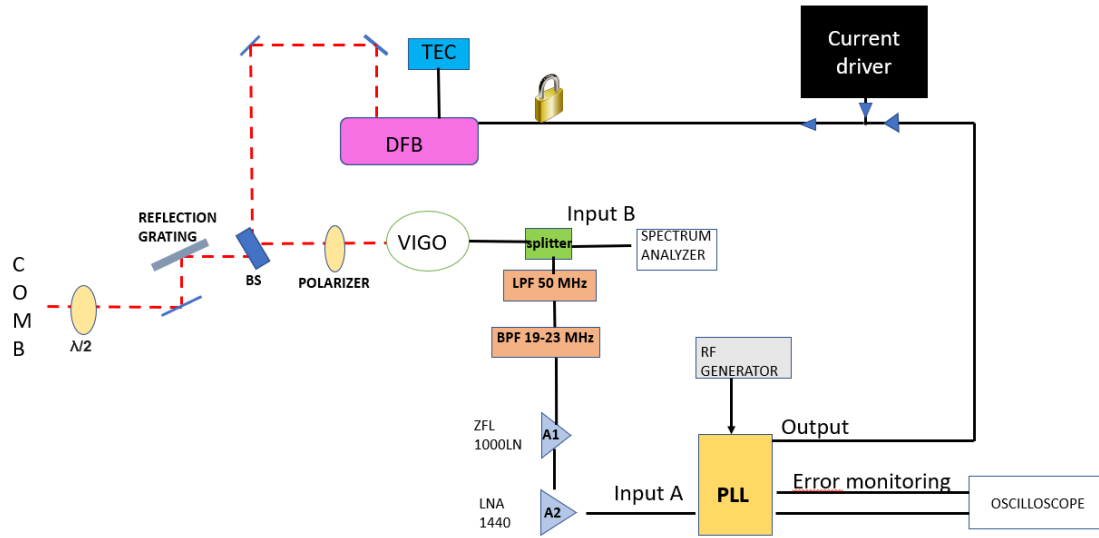 Current
driver
TEC
DFB
REFLECTION
GRATING
Input B
VIGO
splitter
SPECTRUM
ANALYZER
C
O
M
B
BS
POLARIZER
LPF 50 MHz
λ/2
BPF 19-23 MHz
RF
GENERATOR
ZFL
1000LN
A1
Output
Error monitoring
LNA
1440
A2
Input A
PLL
OSCILLOSCOPE